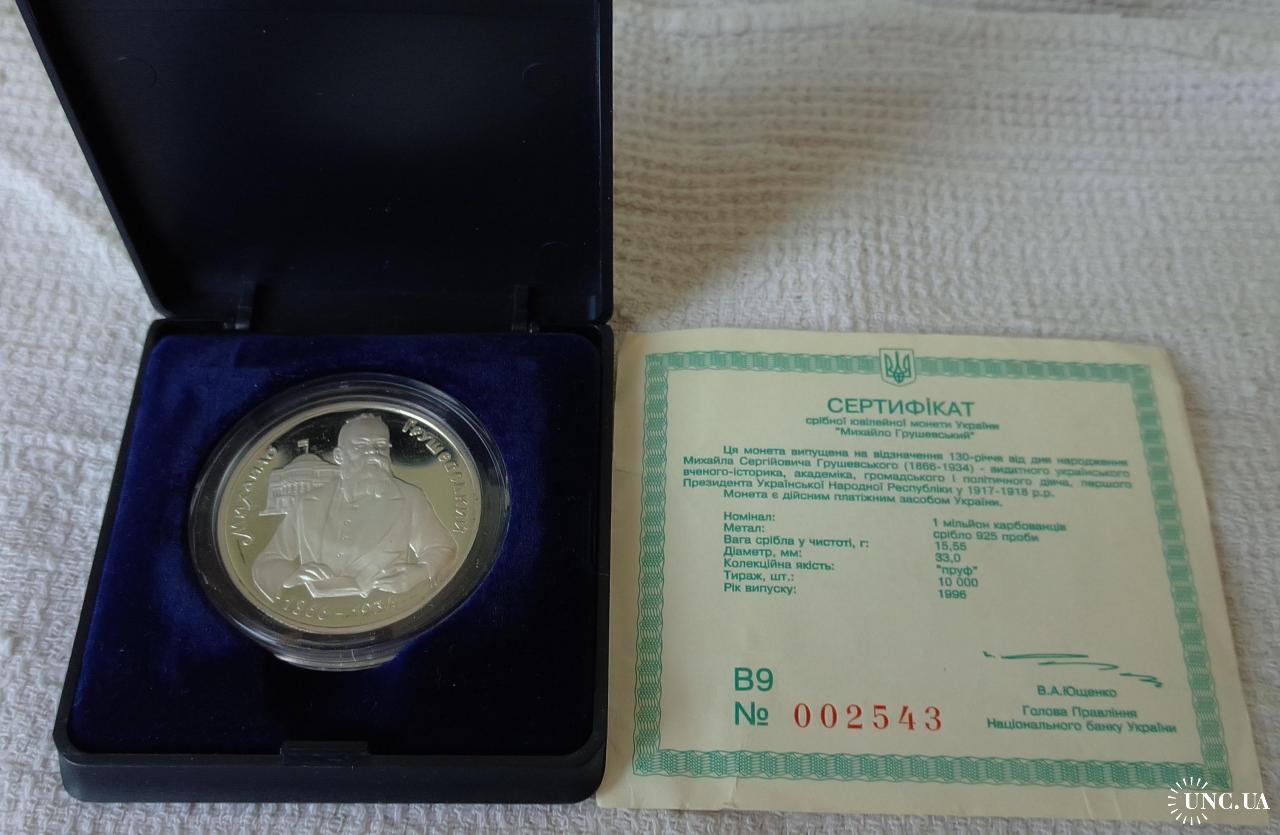 Михайло Грушевський
1866-1934
СЕРТИФІКАТ
срібної ювілейної монети України
"Михайло Грушевський"
Ця монета випущена на відзначення 130-річчя від дня народження
Михайла Сергійовича Грушевського (1866-1934) - видатного українського
вченого-історика, академіка, громадського і політичного діяча, першого
Президента Української Народної Республіки у 1917-1918 р.р.
Монета є дійсним платіжним засобом України.
Номінал: 1 мільйон карбованців
Метал: срібло 925 проби
Вага срібла у чистоті, г: 15,55
Діаметр, мм: 33,0
Колекційна якість: "пруф"
Тираж, шт.: 10 000
Рік випуску: 1996
В9
№ 002543
В.А.Ющенко
Голова Правління
Національного банку України
UNC.UA